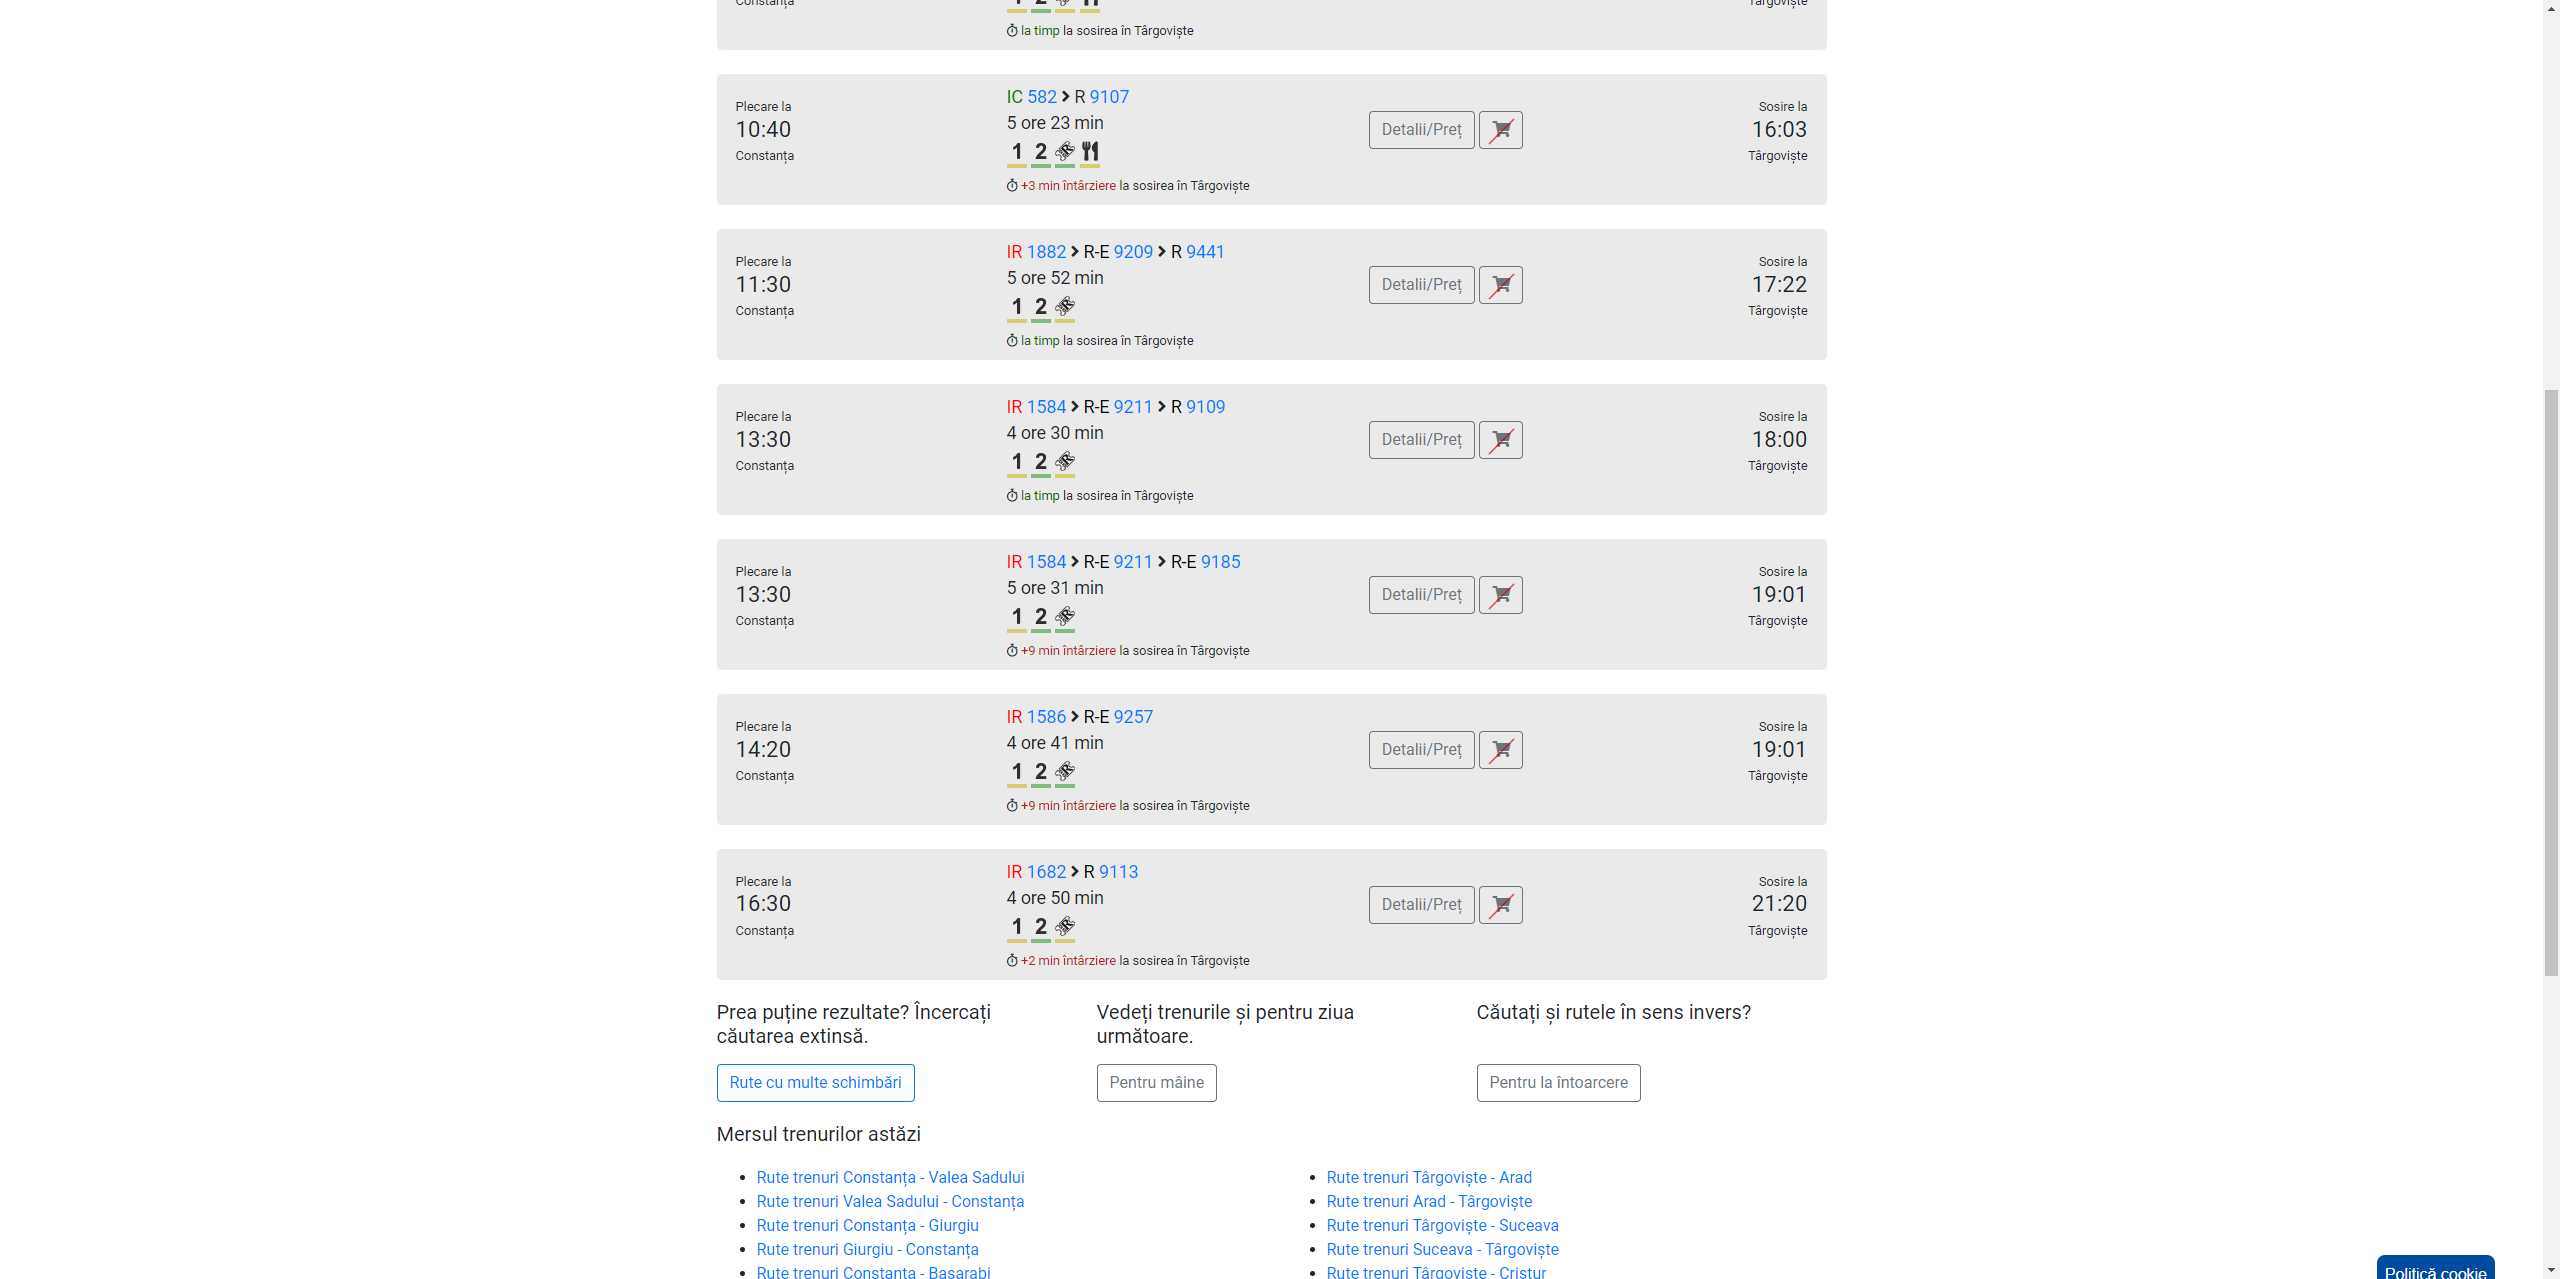 Constanța
Târgoviște
la timp la sosirea în Târgoviște
Plecare la
10:40
Constanța
IC 582 R 9107
5 ore 23 min
1 2 R
+3 min întârziere la sosirea în Târgoviște
Detalii/Preț
Sosire la
16:03
Târgoviște
Plecare la
11:30
Constanța
IR 1882 R-E 9209 R 9441
5 ore 52 min
1 2 R
la timp la sosirea în Târgoviște
Detalii/Preț
Sosire la
17:22
Târgoviște
Plecare la
13:30
Constanța
IR 1584 R-E 9211 R 9109
4 ore 30 min
1 2 R
la timp la sosirea în Târgoviște
Detalii/Preț
Sosire la
18:00
Târgoviște
Plecare la
13:30
Constanța
IR 1584 R-E 9211 R-E 9185
5 ore 31 min
1 2 R
+9 min întârziere la sosirea în Târgoviște
Detalii/Preț
Sosire la
19:01
Târgoviște
Plecare la
14:20
Constanța
IR 1586 R-E 9257
4 ore 41 min
1 2 R
+9 min întârziere la sosirea în Târgoviște
Detalii/Preț
Sosire la
19:01
Târgoviște
Plecare la
16:30
Constanța
IR 1682 R 9113
4 ore 50 min
1 2 R
+2 min întârziere la sosirea în Târgoviște
Detalii/Preț
Sosire la
21:20
Târgoviște
Prea puține rezultate? Încercați
căutarea extinsă.
Rute cu multe schimbări
Vedeți trenurile și pentru ziua
următoare.
Pentru mâine
Căutați și rutele în sens invers?
Pentru la întoarcere
Mersul trenurilor astăzi
Rute trenuri Constanța - Valea Sadului
Rute trenuri Valea Sadului - Constanța
Rute trenuri Constanța - Giurgiu
Rute trenuri Giurgiu - Constanța
Rute trenuri Constanța - Basarabi
Rute trenuri Târgoviște - Arad
Rute trenuri Arad - Târgoviște
Rute trenuri Târgoviște - Suceava
Rute trenuri Suceava - Târgoviște
Rute trenuri Târgoviște - Cristur
Politică cookie